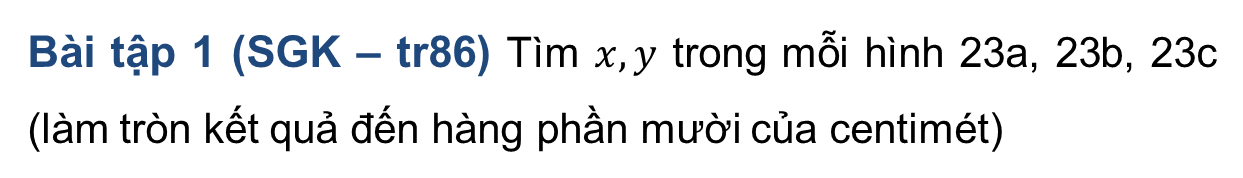 Bài tập 1 (SGK – tr86) Tìm x, y trong mỗi hình 23a, 23b, 23c
(làm tròn kết quả đến hàng phần mười của centimét)